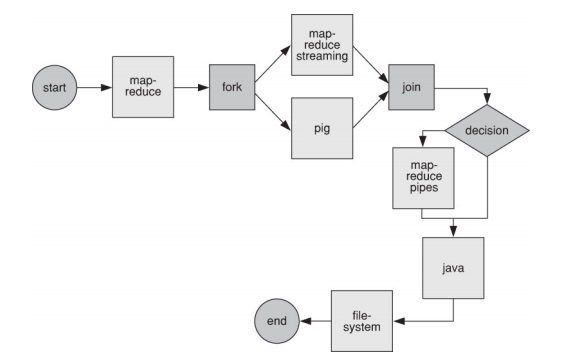 start
map-
reduce
fork
map-
reduce
streaming
pig
join
decision
map-
reduce
pipes
java
file-
system
end